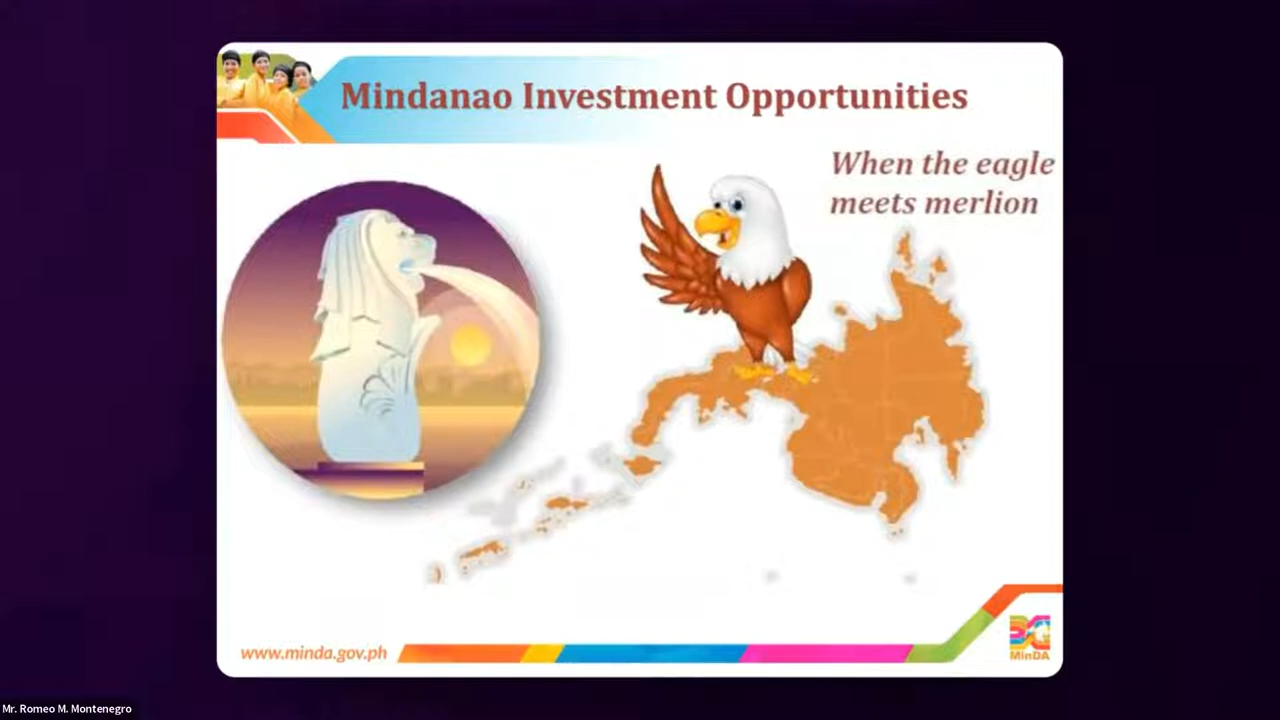 Mindanao Investment Opportunities
When the eagle
meets merlion
www.minda.gov.ph
MinDA
Mr. Romeo M. Montenegro